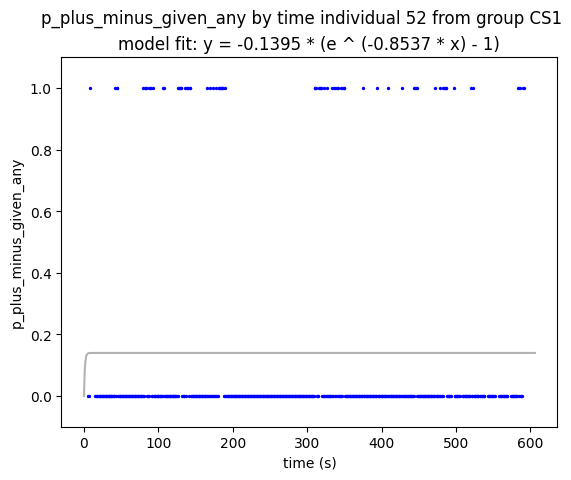 p_plus_minus_given_any by time individual 52 from group CS1
model fit: y = -0.1395 * (e ^ (-0.8537 * x) - 1)
1.0
0.8
0.6
0.4
0.2
0.0
p_plus_minus_given_any
0 100 200 300 400 500 600
time (s)